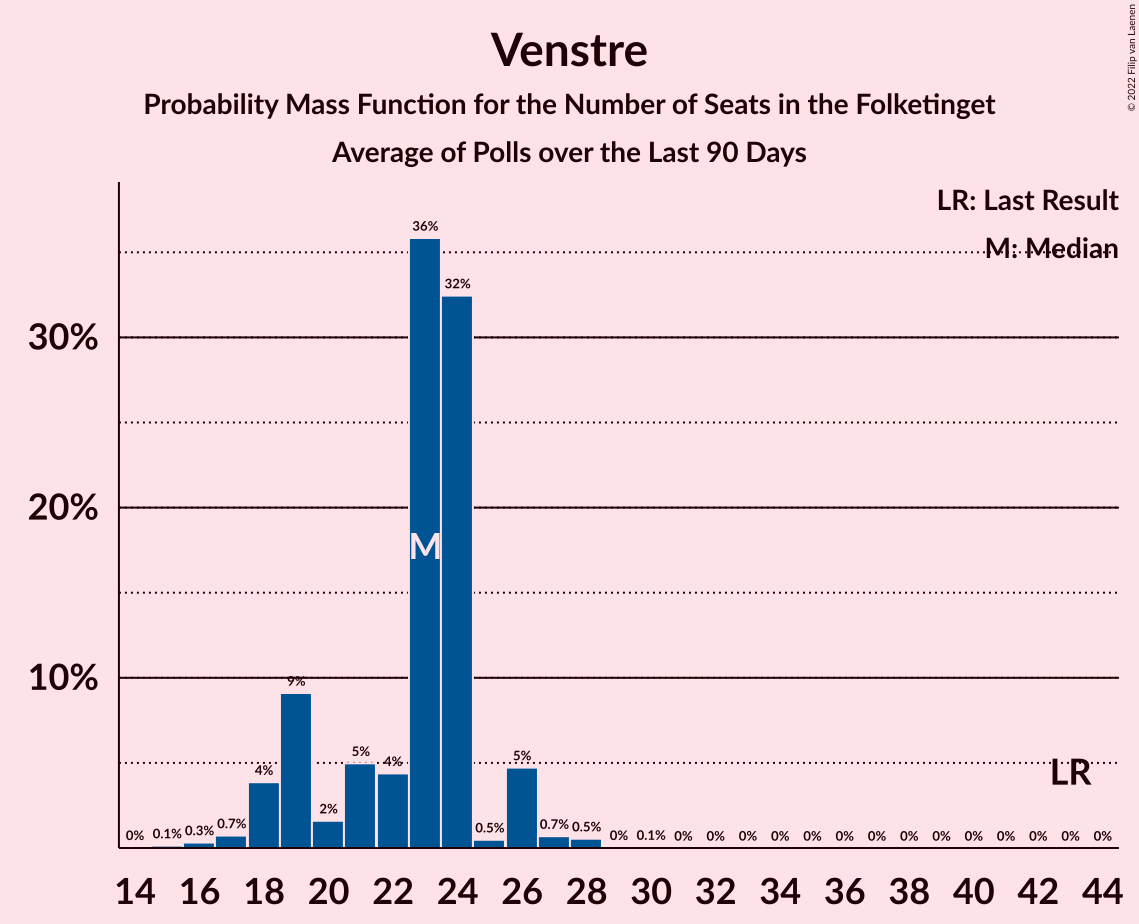 Venstre
Probability Mass Function for the Number of Seats in the Folketinget
Average of Polls over the Last 90 Days
© 2022 Filip van Laenen
LR: Last Result
M: Median
30%
20%
10%
0% 0.1% 0.3% 0.7% 4% 9% 2% 5% 4% 36% 32% 0.5% 5% 0.7% 0.5% 0% 0.1% 0% 0% 0% 0% 0% 0% 0% 0% 0% 0% 0% 0% 0% 0%
M
LR
14 16 18 20 22 24 26 28 30 32 34 36 38 40 42 44